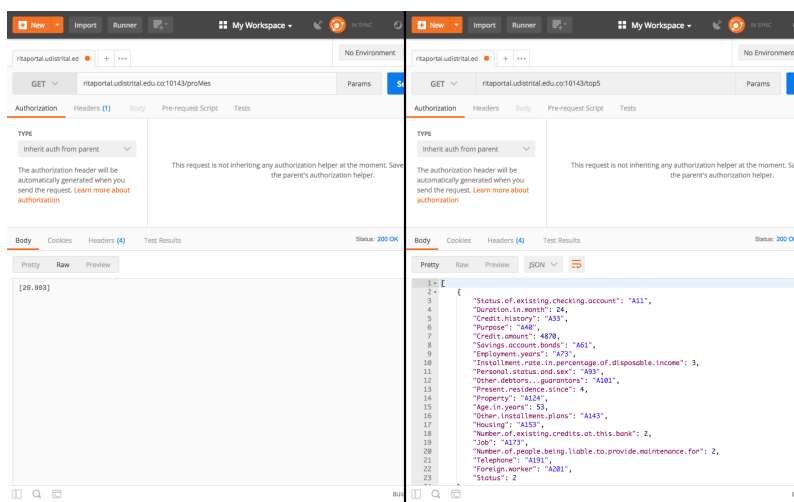 New Import Runner My Workspace IN SYNC
ritaportal.udistrital.ed No Environment
GET ritaportal.udistrital.edu.co:10143/proMes Params Se
Authorization Headers (1) Body Pre-request Script Tests
TYPE
Inherit auth from parent
The authorization header will be
automatically generated when you
send the request. Learn more about
authorization
This request is not inheriting any authorization helper at the moment. Save
the parent's authorization helper.
Body Cookies Headers (4) Test Results Status: 200 OK
Pretty Raw Preview
[20.903]
BUI
New Import Runner My Workspace IN SYNC
ritaportal.udistrital.ed No Environment
GET ritaportal.udistrital.edu.co:10143/top5 Params
Authorization Headers Body Pre-request Script Tests
TYPE
Inherit auth from parent
The authorization header will be
automatically generated when you
send the request. Learn more about
authorization
This request is not inheriting any authorization helper at the moment. Sa
the parent's authorization helper.
Body Cookies Headers (4) Test Results Status: 200 O
Pretty Raw Preview JSON
1 [
2 {
3 "Status.of.existing.checking.account": "A11",
4 "Duration.in.month": 24,
5 "Credit.history": "A33",
6 "Purpose": "A40",
7 "Credit.amount": 4870,
8 "Savings.account.bonds": "A61",
9 "Employment.years": "A73",
10 "Installment.rate.in.percentage.of.disposable.income": 3,
11 "Personal.status.and.sex": "A93",
12 "Other.debtors...guarantors": "A101",
13 "Present.residence.since": 4,
14 "Property": "A124",
15 "Age.in.years": 53,
16 "Other.installment.plans": "A143",
17 "Housing": "A153",
18 "Number.of.existing.credits.at.this.bank": 2,
19 "Job": "A173",
20 "Number.of.people.being.liable.to.provide.maintenance.for": 2,
21 "Telephone": "A191",
22 "Foreign.worker": "A201",
23 "Status": 2